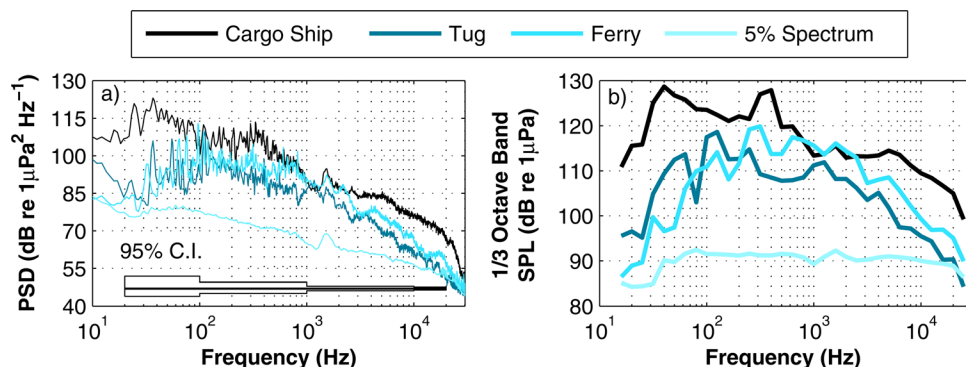 Cargo Ship Tug Ferry 5% Spectrum
a)
PSD (dB re 1μPa² Hz⁻¹)
130
115
100
85
70
55
40
95% C.I.
10¹ 10² 10³ 10⁴
Frequency (Hz)
b)
1/3 Octave Band
SPL (dB re 1μPa)
130
120
110
100
90
80
10¹ 10² 10³ 10⁴
Frequency (Hz)